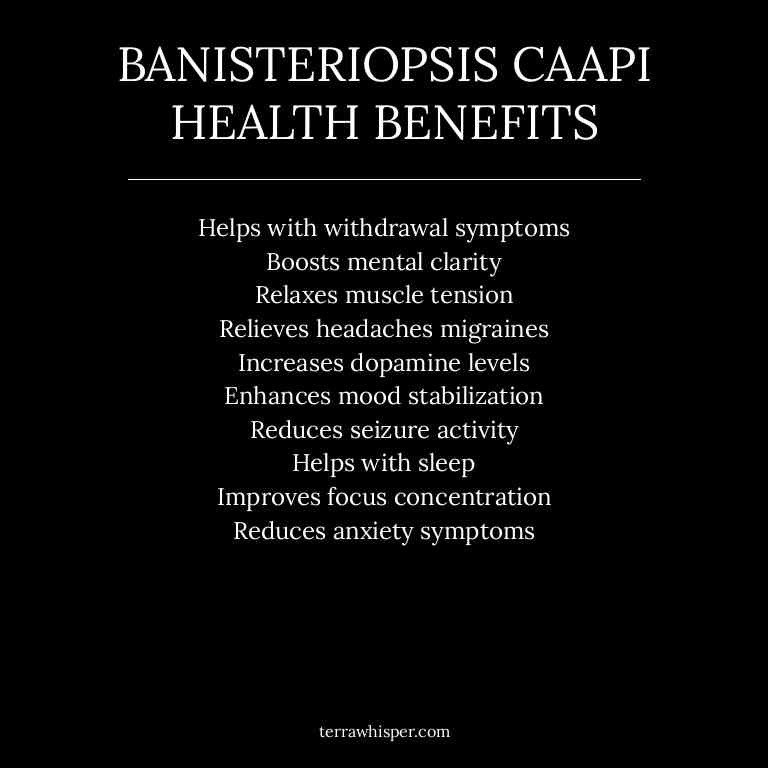 BANISTERIOPSIS CAAPI
HEALTH BENEFITS
Helps with withdrawal symptoms
Boosts mental clarity
Relaxes muscle tension
Relieves headaches migraines
Increases dopamine levels
Enhances mood stabilization
Reduces seizure activity
Helps with sleep
Improves focus concentration
Reduces anxiety symptoms
terrawhisper.com